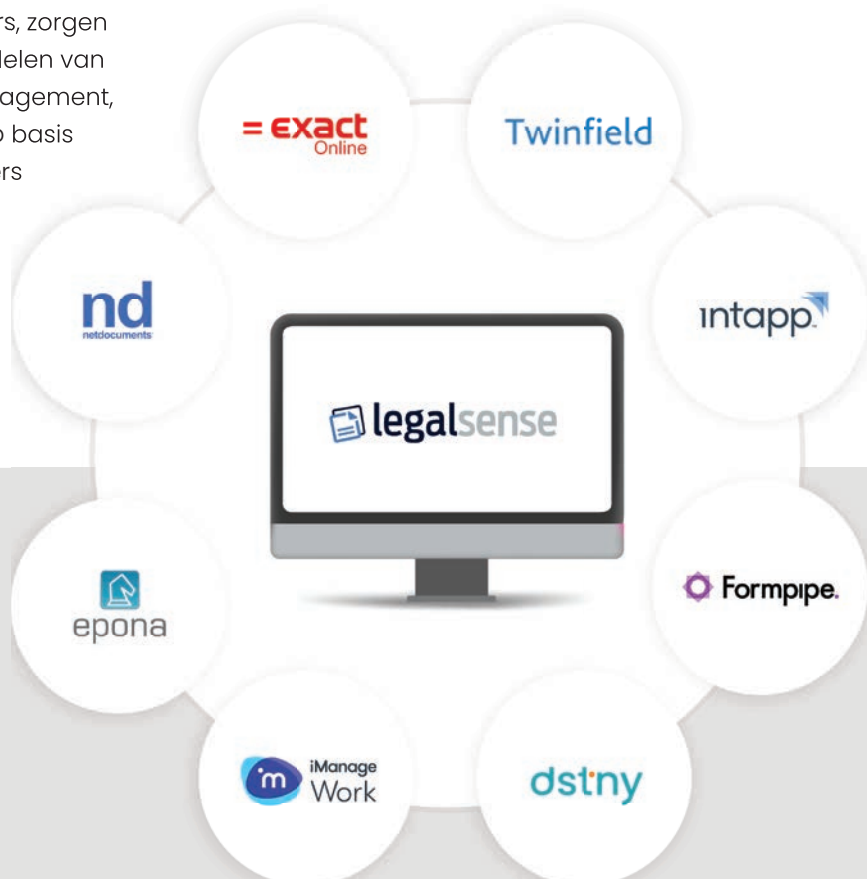 rs, zorgen
delen van
agement,
o basis
ers
= exact
Online
Twinfield
nd
netdocuments
intapp.
legalsense
epona
Formpipe.
m
iManage
Work
dstny